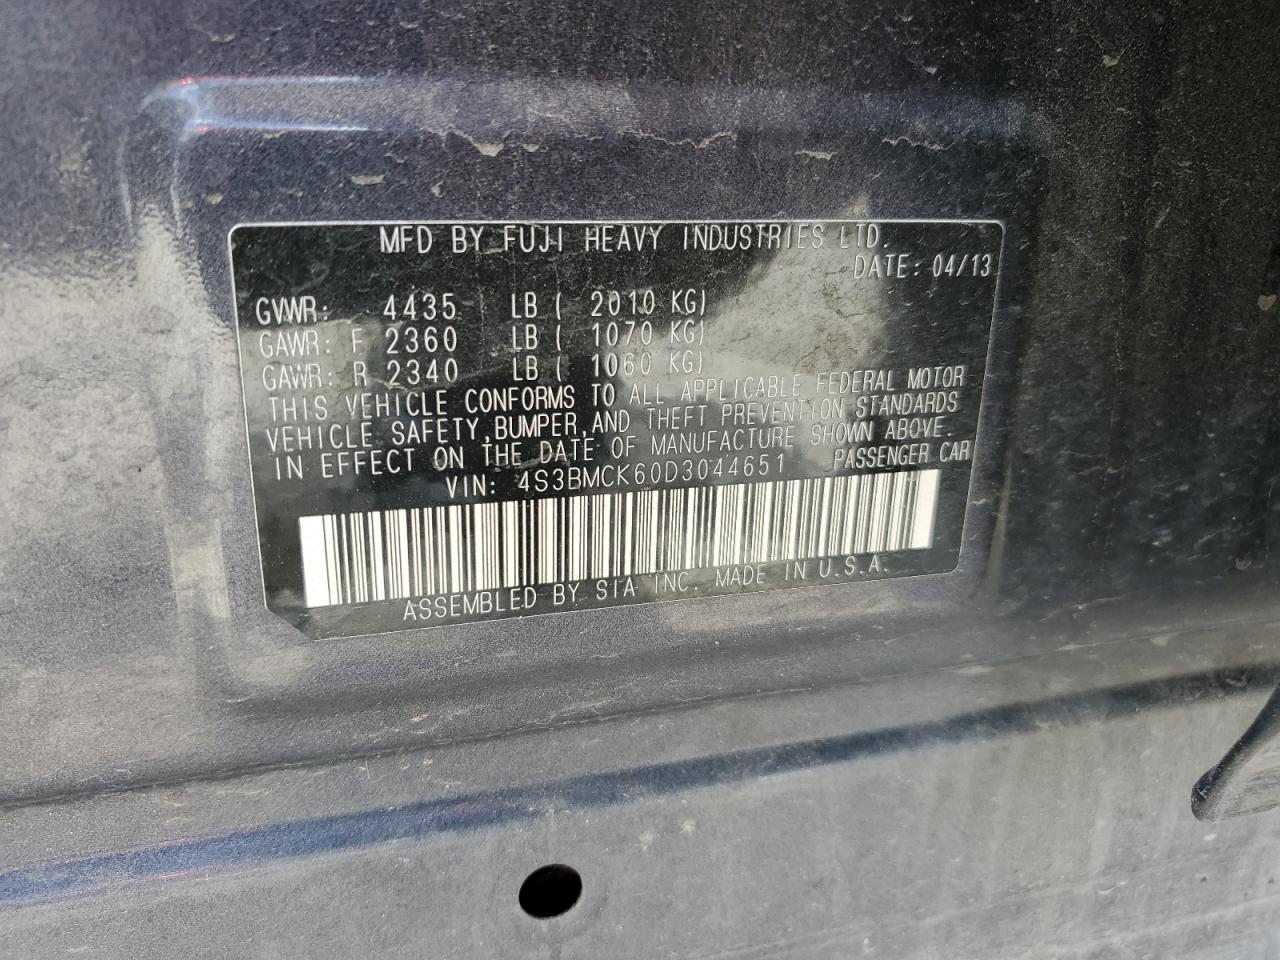 MFD BY FUJI HEAVY INDUSTRIES LTD.
DATE: 04/13
GVWR: 4435 LB ( 2010 KG)
GAWR: F 2360 LB ( 1070 KG)
GAWR: R 2340 LB ( 1060 KG)
THIS VEHICLE CONFORMS TO ALL APPLICABLE FEDERAL MOTOR
VEHICLE SAFETY, BUMPER, AND THEFT PREVENTION STANDARDS
IN EFFECT ON THE DATE OF MANUFACTURE SHOWN ABOVE.
VIN: 4S3BMCK60D3044651 PASSENGER CAR
ASSEMBLED BY SIA INC. MADE IN U.S.A.